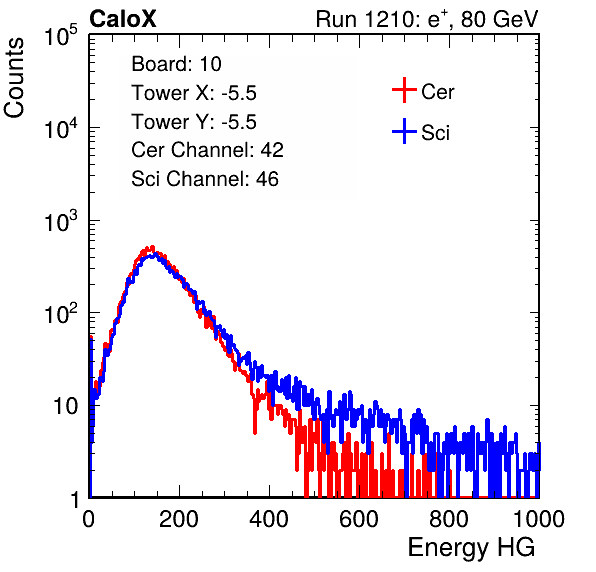 CaloX Run 1210: e⁺, 80 GeV
Counts
10⁵
10⁴
10³
10²
10
1
Board: 10
Tower X: -5.5
Tower Y: -5.5
Cer Channel: 42
Sci Channel: 46
Cer
Sci
0 200 400 600 800 1000
Energy HG